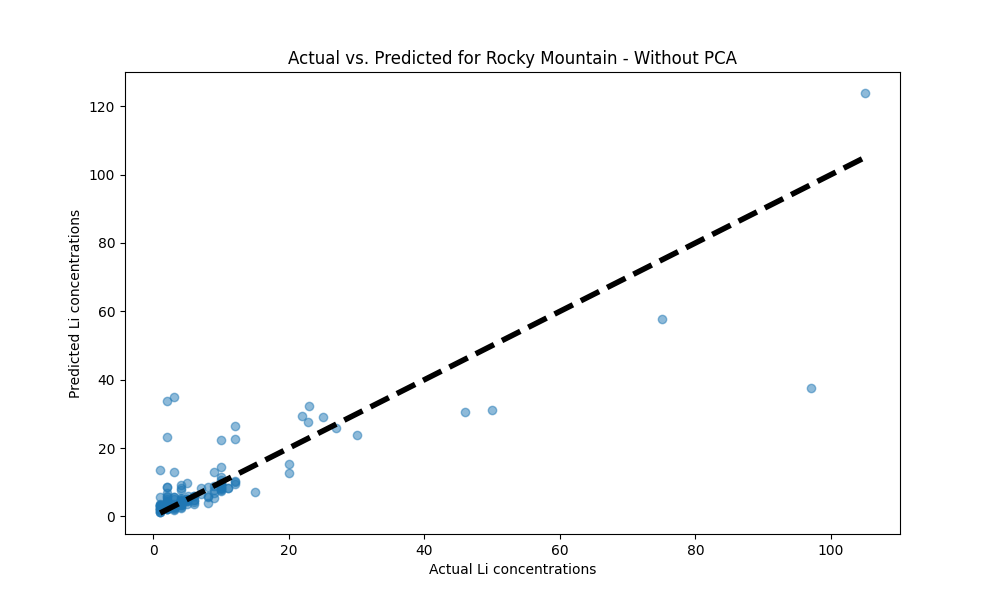 Actual vs. Predicted for Rocky Mountain - Without PCA
120
100
80
60
40
20
0
Predicted Li concentrations
0 20 40 60 80 100
Actual Li concentrations